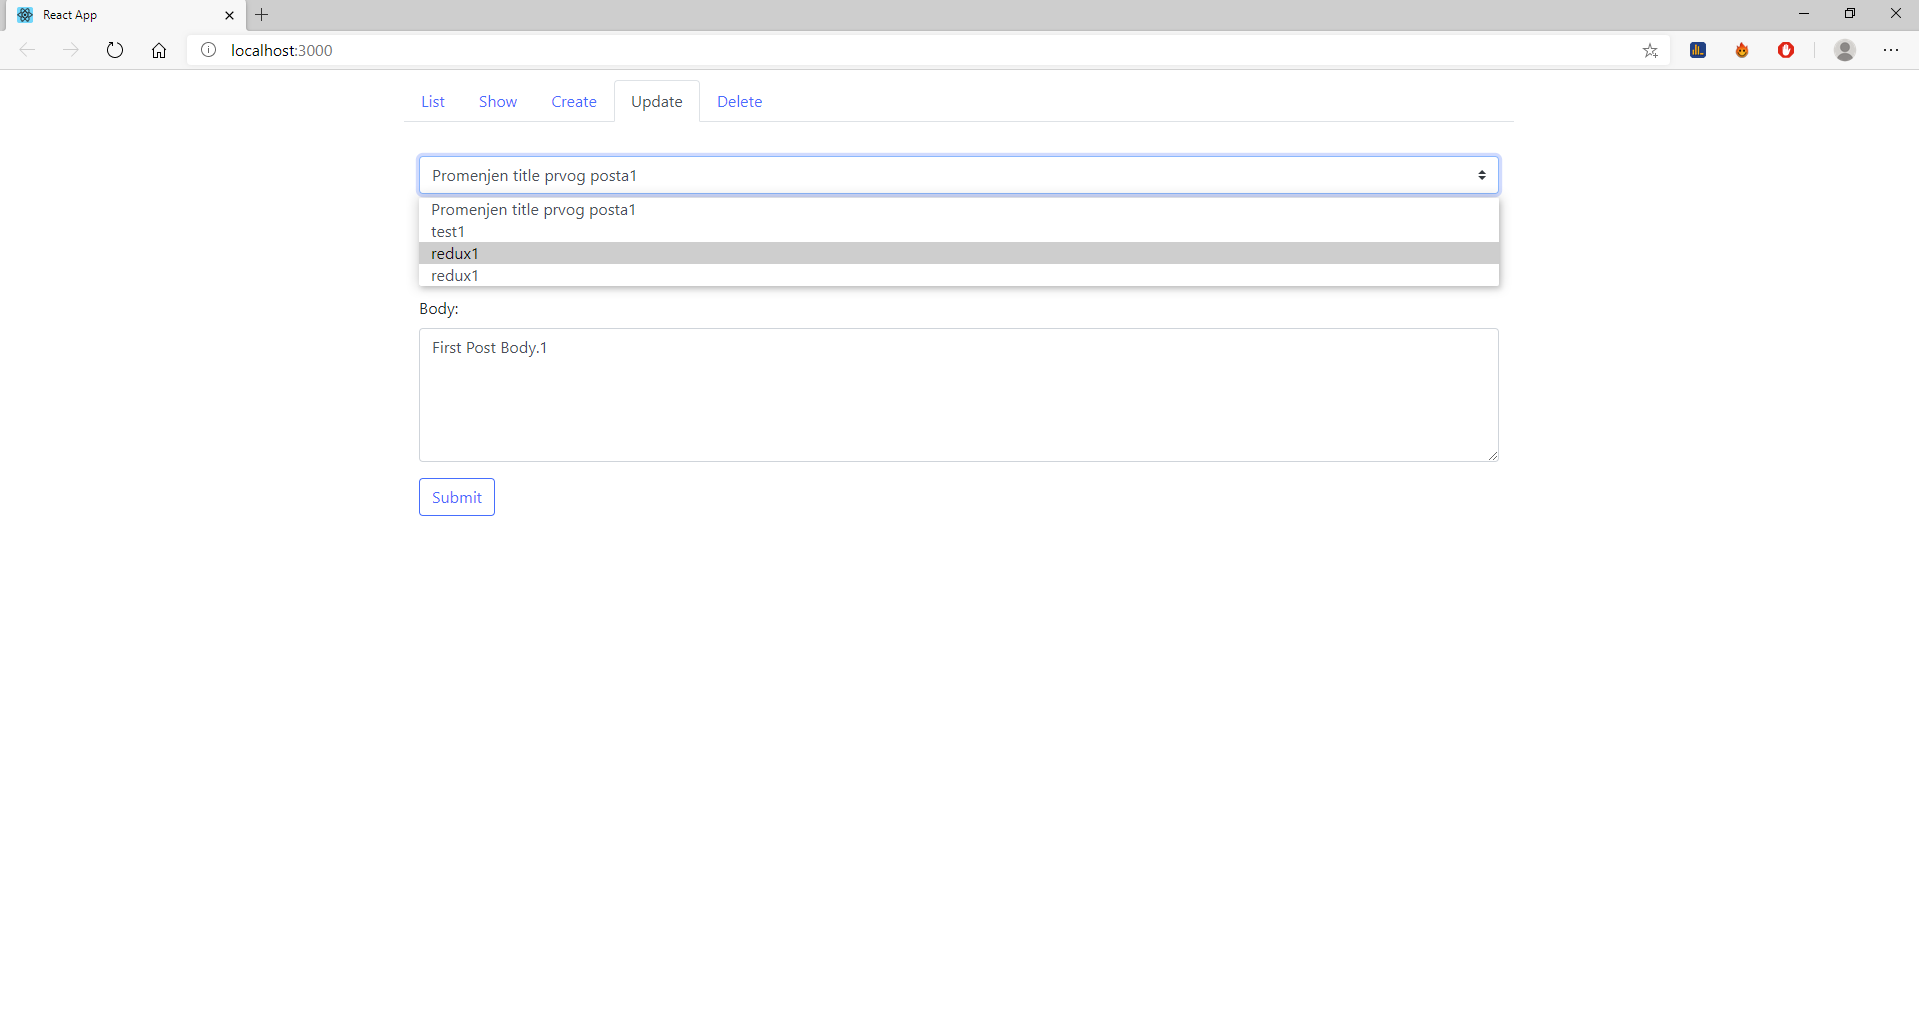 React App
localhost:3000
List Show Create Update Delete
Promenjen title prvog posta1
Promenjen title prvog posta1
test1
redux1
redux1
Body:
First Post Body.1
Submit